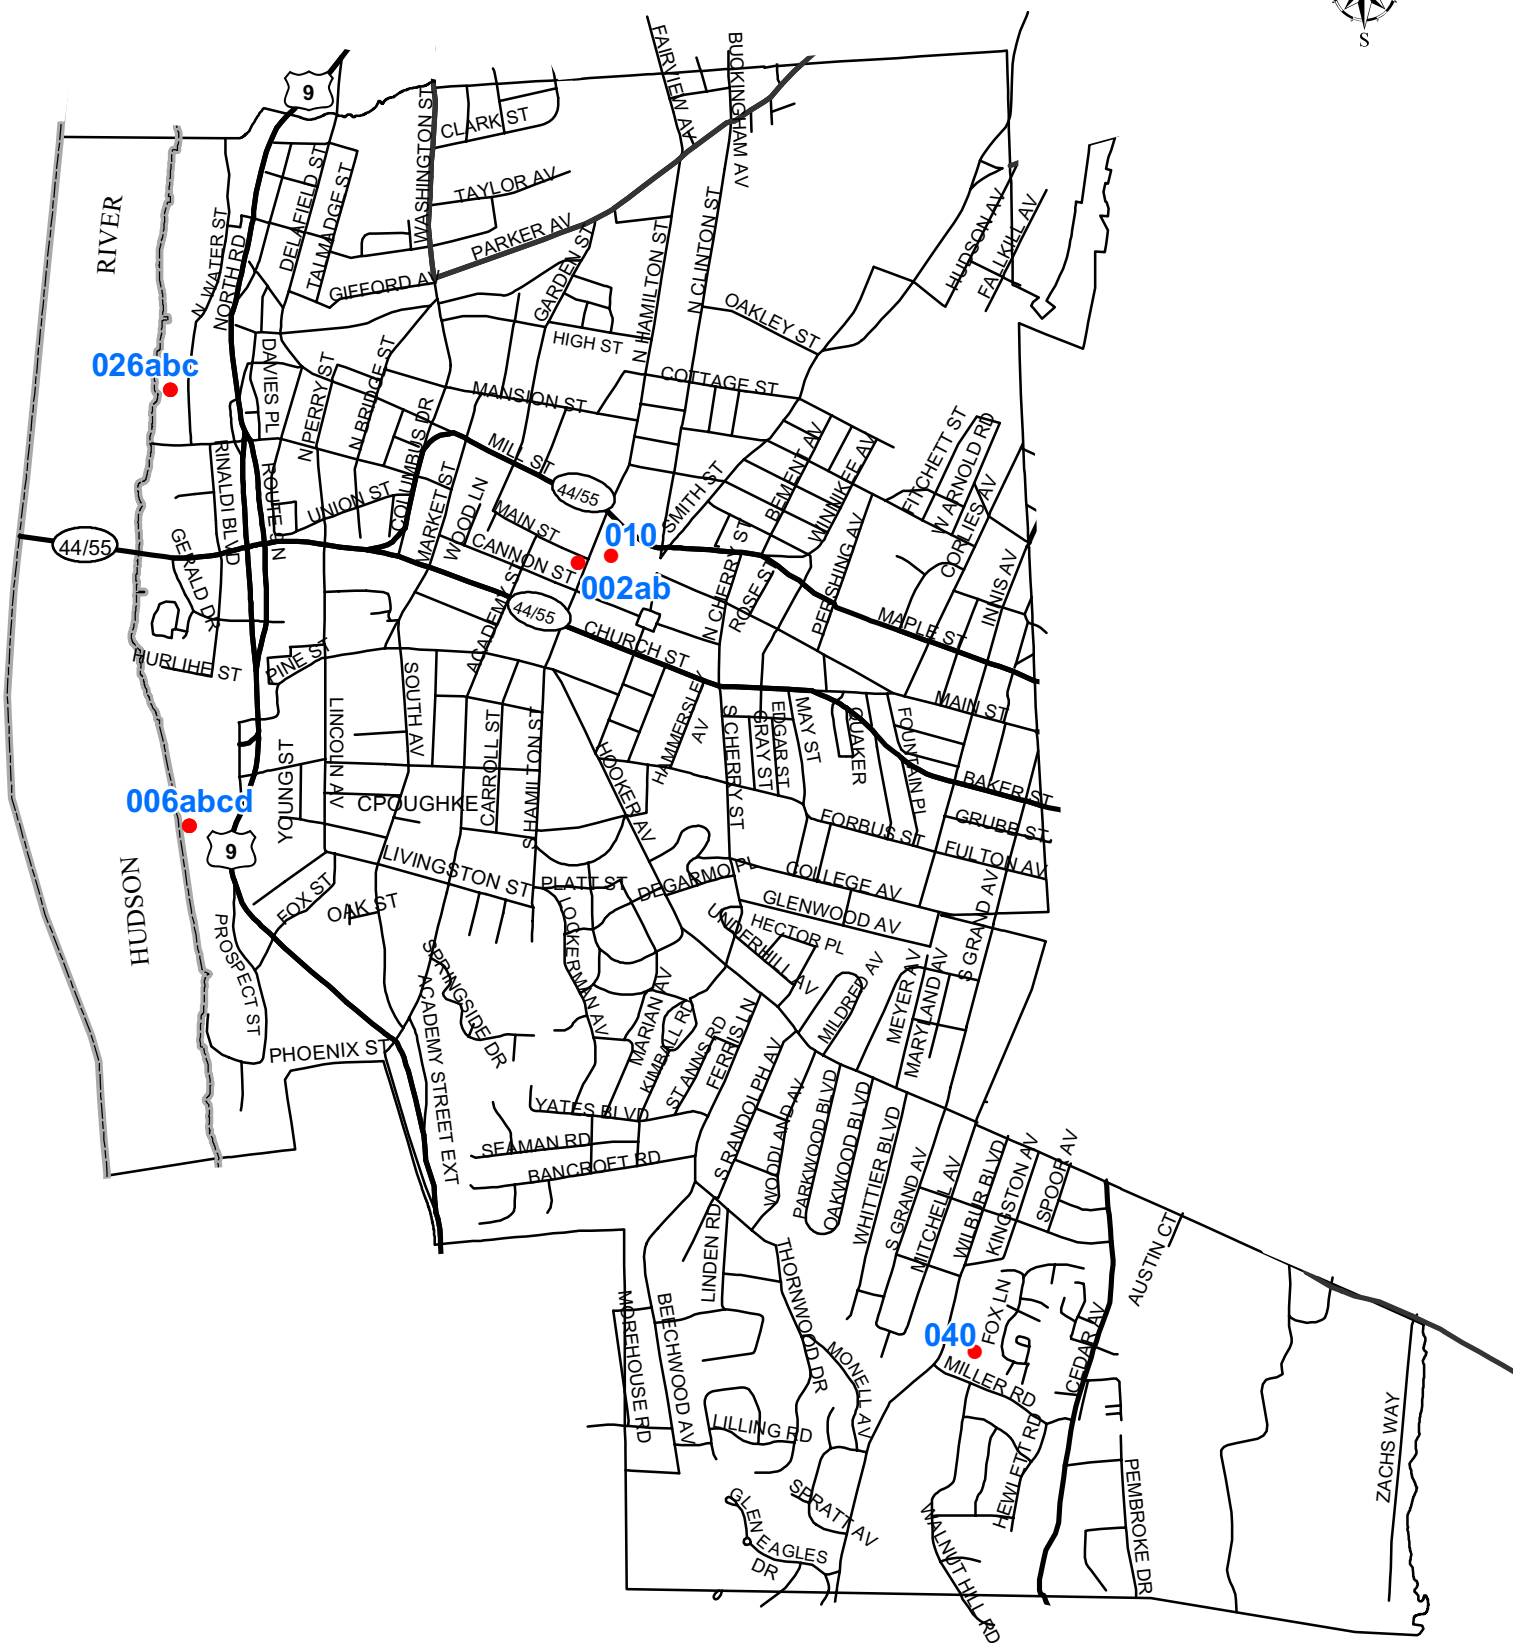 S
FAIRVIEW AV
BUCKINGHAM AV
9
WASHINGTON ST
CLARK ST
TAYLOR AV
PARKER AV
DELAFIELD ST
TALMADGE ST
GIFFORD AV
N WATER ST
NORTH RD
RIVER
GARDEN ST
N HAMILTON ST
N CLINTON ST
HUDSON AV
FALLKILL AV
OAKLEY ST
HIGH ST
026abc
DAVIES PL
N PERRY ST
N BRIDGE ST
MANSION ST
COTTAGE ST
COLUMBUS DR
MILL ST
44/55
RINALDI BLVD
ROUTE 9 N
UNION ST
MARKET ST
WOOD LN
MAIN ST
CANNON ST
SMITH ST
BEMENT AV
WINNIKEE AV
FITCHETT ST
W ARNOLD RD
CORLIES AV
44/55
GERALD DR
010
002ab
ACADEMY ST
44/55
CHURCH ST
N CHERRY ST
ROSE ST
PERSHING AV
MAPLE ST
INNIS AV
HURLIHE ST
PINE ST
LINCOLN AV
SOUTH AV
CARROLL ST
S HAMILTON ST
HOOKER AV
HAMMERSLEY
AV
S CHERRY ST
GRAY ST
EDGAR ST
MAY ST
QUAKER
FOUNTAIN PL
MAIN ST
BAKER ST
YOUNG ST
006abcd
CPOUGHKE
9
FORBUS ST
GRUBB ST
FULTON AV
LIVINGSTON ST
PLATT ST
DEGARMO PL
COLLEGE AV
GLENWOOD AV
HUDSON
FOX ST
OAK ST
PROSPECT ST
LOCKERMAN AV
UNDERHILL AV
HECTOR PL
S GRAND AV
SPRINGSIDE DR
ACADEMY STREET EXT
PHOENIX ST
MARIAN AV
KIMBALL RD
ST ANNS RD
FERRIS LN
MILDRED AV
MEYER AV
MARYLAND AV
YATES BLVD
SEAMAN RD
BANCROFT RD
S RANDOLPH AV
WOODLAND AV
PARKWOOD BLVD
OAKWOOD BLVD
WHITTIER BLVD
S GRAND AV
MITCHELL AV
WILBUR BLVD
KINGSTON AV
SPOOR AV
AUSTIN CT
LINDEN RD
THORNWOOD DR
MOREHOUSE RD
BEECHWOOD AV
MONELL AV
040
FOX LN
MILLER RD
CEDAR AV
LILLING RD
HEWLETT RD
ZACHS WAY
SPRATT AV
GLEN EAGLES
DR
WALNUT HILL RD
PEMBROKE DR